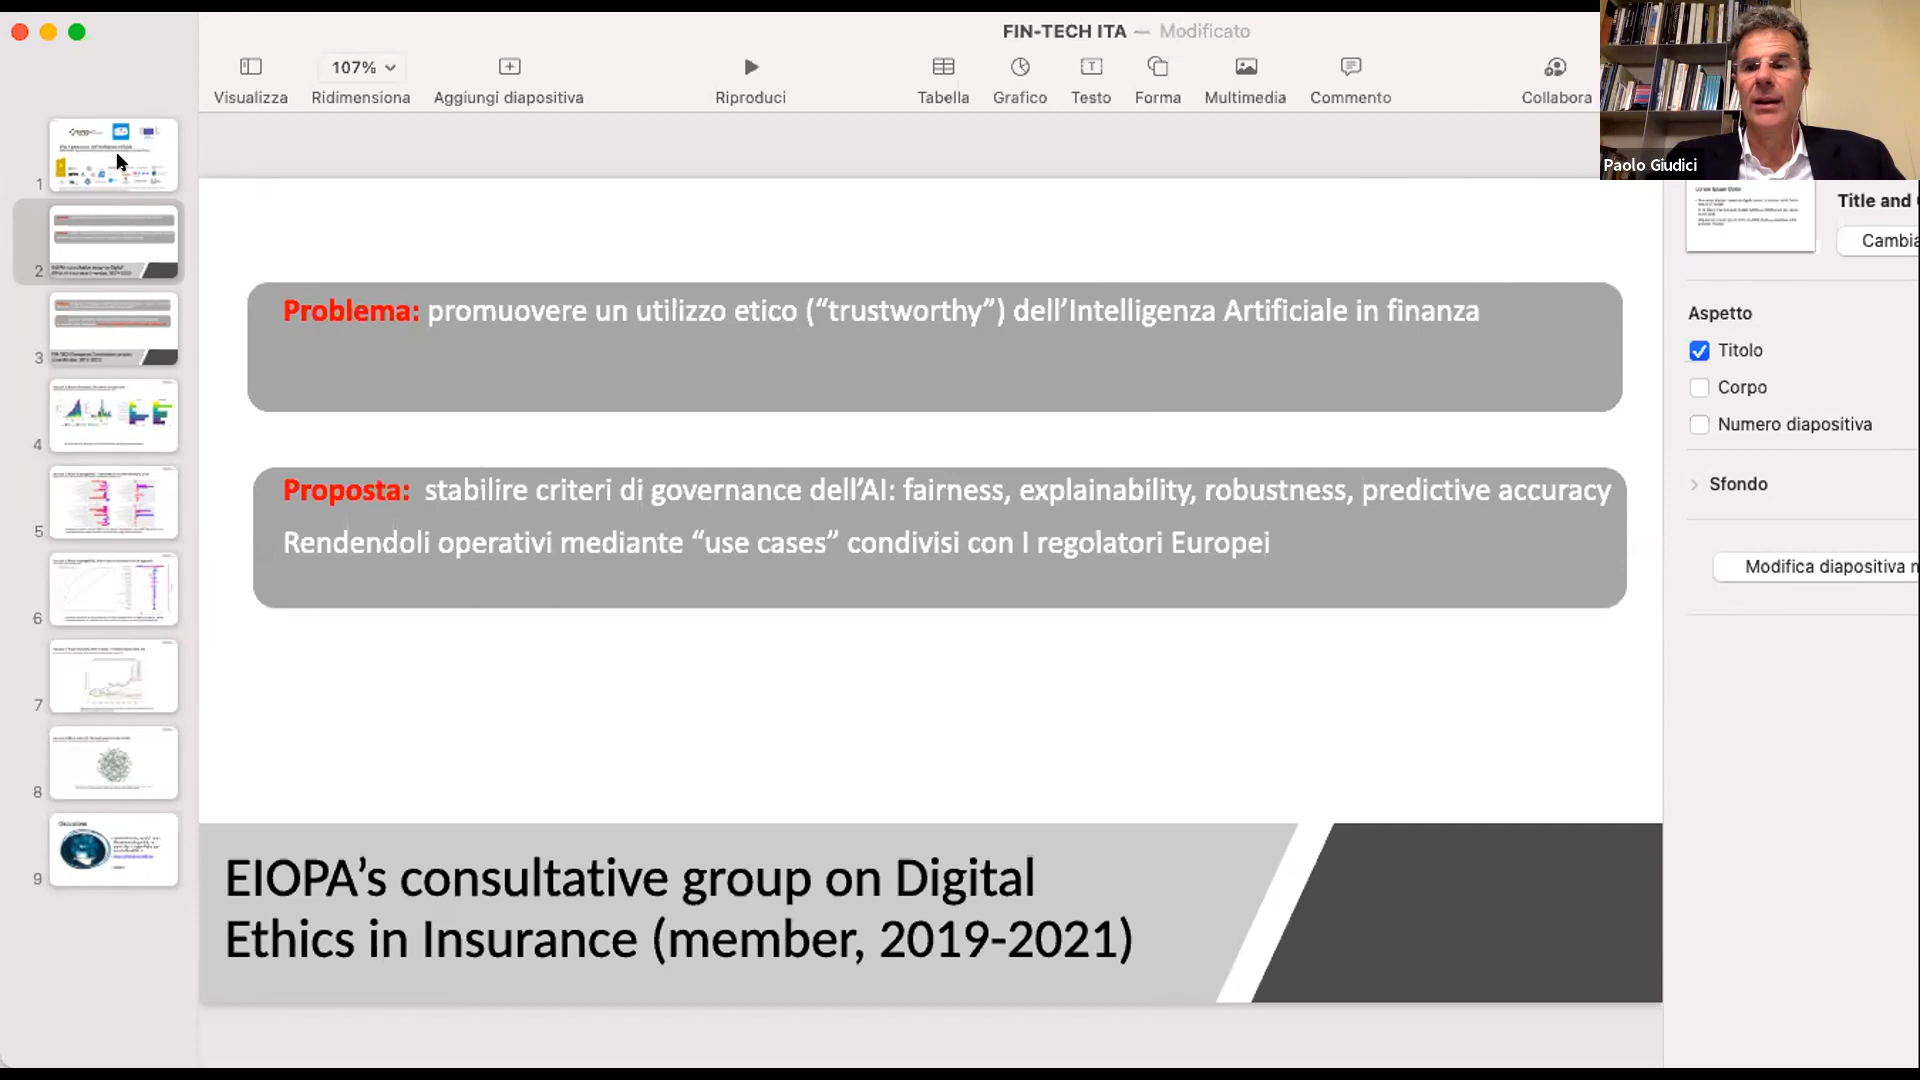 FIN-TECH ITA — Modificato
107%
Visualizza
Ridimensiona
Aggiungi diapositiva
Riproduci
Tabella
Grafico
Testo
Forma
Multimedia
Commento
Collabora
Paolo Giudici
1
2
3
4
5
6
7
8
9
Problema: promuovere un utilizzo etico (“trustworthy”) dell’Intelligenza Artificiale in finanza
Proposta: stabilire criteri di governance dell’AI: fairness, explainability, robustness, predictive accuracy
Rendendoli operativi mediante “use cases” condivisi con I regolatori Europei
EIOPA’s consultative group on Digital
Ethics in Insurance (member, 2019-2021)
Title and
Cambia
Aspetto
Titolo
Corpo
Numero diapositiva
Sfondo
Modifica diapositiva